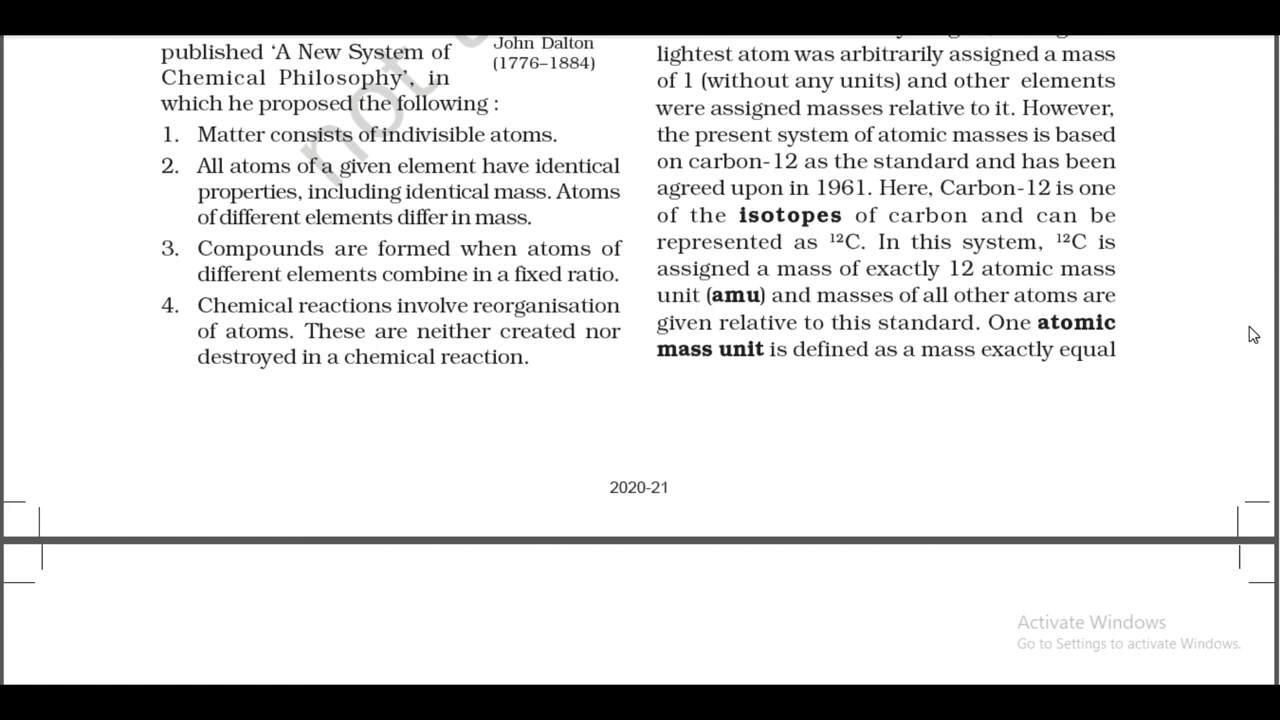 published ‘A New System of
Chemical Philosophy’, in
which he proposed the following :
John Dalton
(1776–1884)
1. Matter consists of indivisible atoms.
2. All atoms of a given element have identical
properties, including identical mass. Atoms
of different elements differ in mass.
3. Compounds are formed when atoms of
different elements combine in a fixed ratio.
4. Chemical reactions involve reorganisation
of atoms. These are neither created nor
destroyed in a chemical reaction.
lightest atom was arbitrarily assigned a mass
of 1 (without any units) and other elements
were assigned masses relative to it. However,
the present system of atomic masses is based
on carbon-12 as the standard and has been
agreed upon in 1961. Here, Carbon-12 is one
of the isotopes of carbon and can be
represented as ¹²C. In this system, ¹²C is
assigned a mass of exactly 12 atomic mass
unit (amu) and masses of all other atoms are
given relative to this standard. One atomic
mass unit is defined as a mass exactly equal
not
2020-21
Activate Windows
Go to Settings to activate Windows.